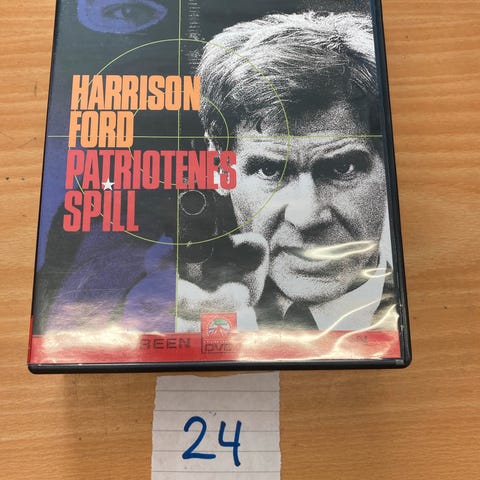 HARRISON
FORD
PATRIOTENES
SPILL
DVD
24